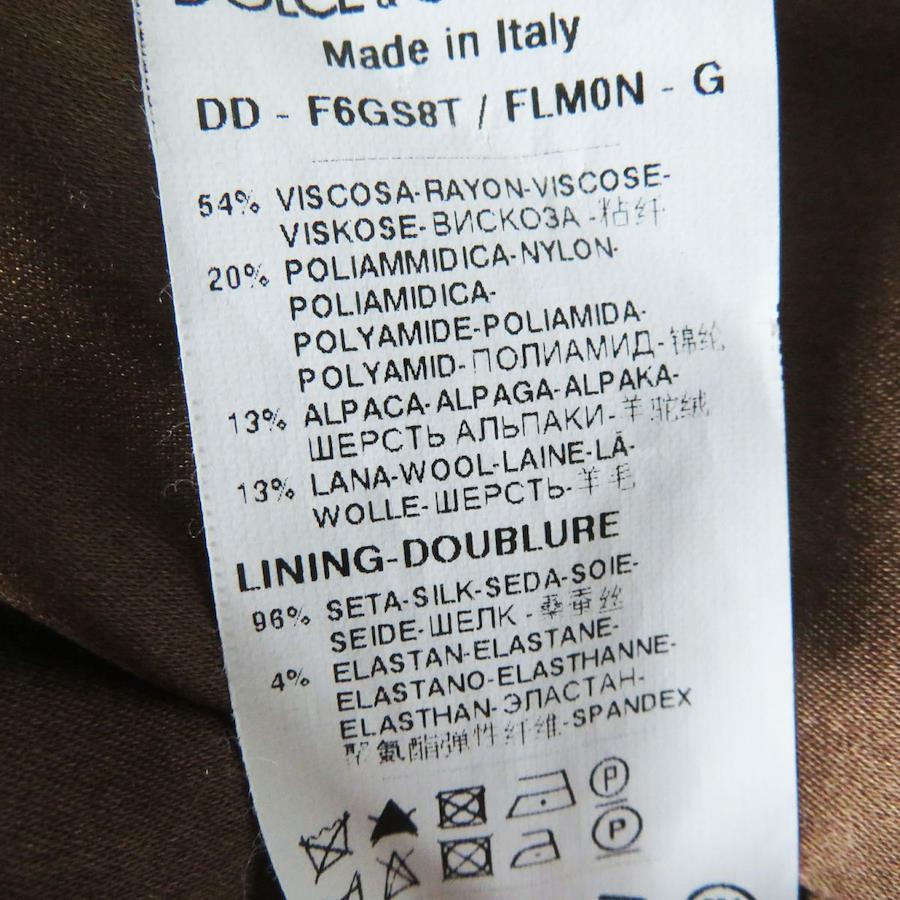 DOLCE &
Made in Italy
DD - F6GS8T / FLM0N - G
54% VISCOSA-RAYON-VISCOSE-
VISKOSE-ВИСКОЗА-粘纤
20% POLIAMMIDICA-NYLON-
POLIAMIDICA-
POLYAMIDE-POLIAMIDA-
POLYAMID-ПОЛИАМИД-锦纶
13% ALPACA-ALPAGA-ALPAKA-
ШЕРСТЬ АЛЬПАКИ-羊驼绒
13% LANA-WOOL-LAINE-LÃ-
WOLLE-ШЕРСТЬ-羊毛
LINING-DOUBLURE
96% SETA-SILK-SEDA-SOIE-
SEIDE-ШЕЛК-桑蚕丝
4% ELASTAN-ELASTANE-
ELASTANO-ELASTHANNE-
ELASTHAN-ЭЛАСТАН-
聚氨酯弹性纤维-SPANDEX
P
P